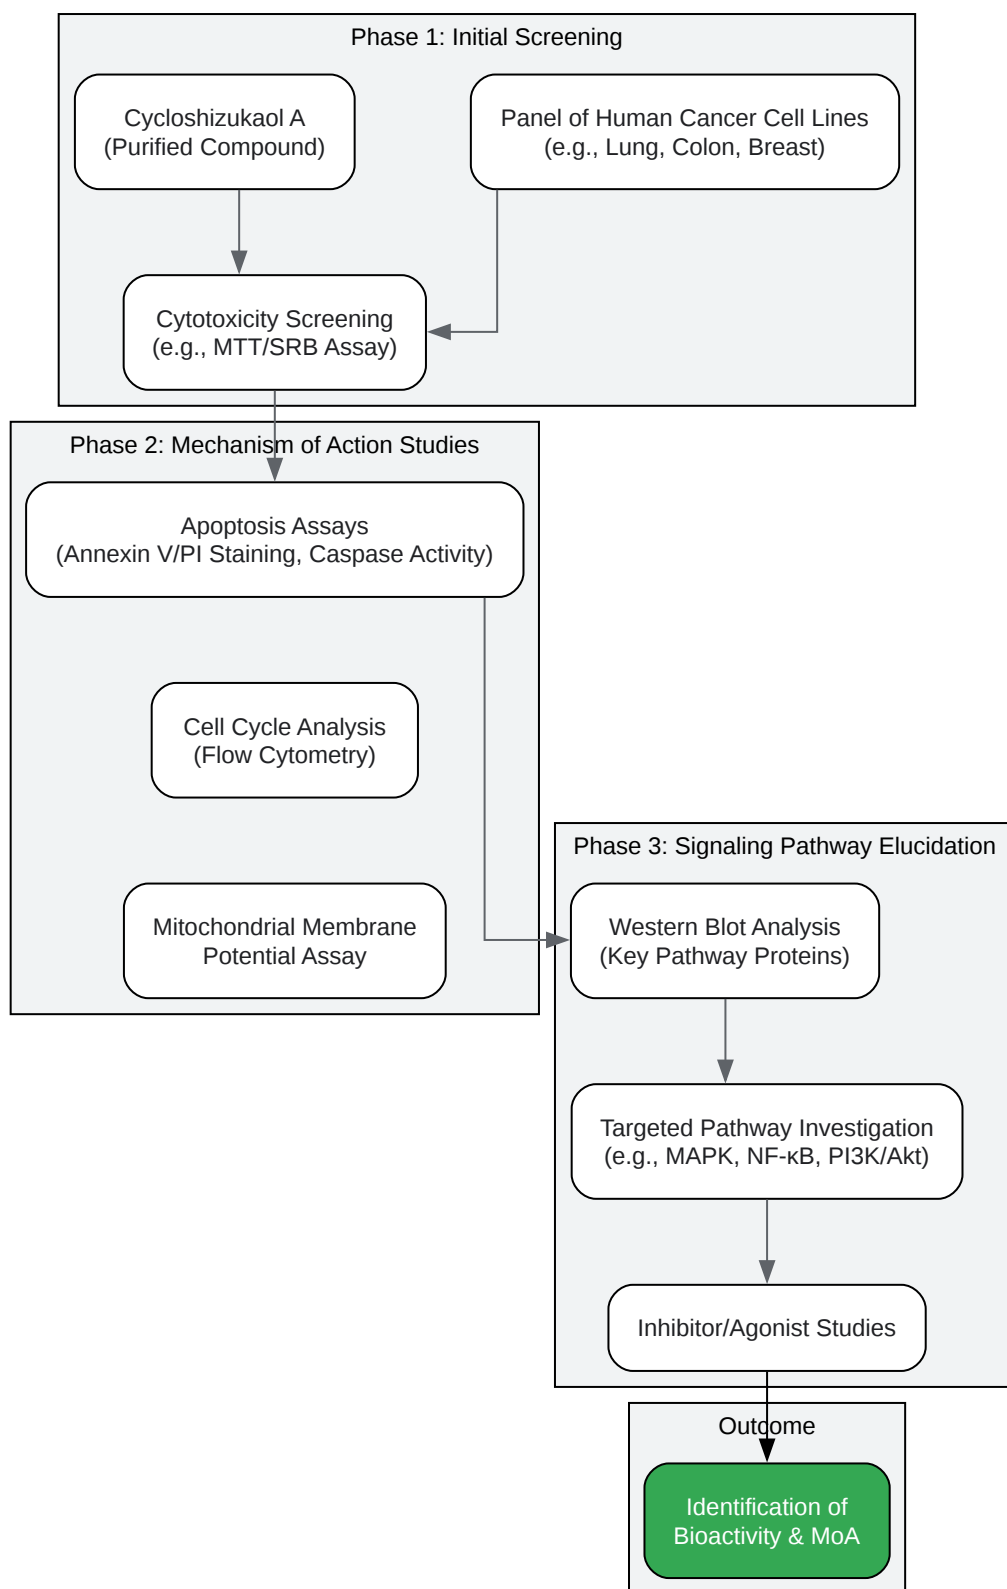 Phase 1: Initial Screening
Cycloshizukaol A
(Purified Compound)
Panel of Human Cancer Cell Lines
(e.g., Lung, Colon, Breast)
Cytotoxicity Screening
(e.g., MTT/SRB Assay)
Phase 2: Mechanism of Action Studies
Apoptosis Assays
(Annexin V/PI Staining, Caspase Activity)
Cell Cycle Analysis
(Flow Cytometry)
Mitochondrial Membrane
Potential Assay
Phase 3: Signaling Pathway Elucidation
Western Blot Analysis
(Key Pathway Proteins)
Targeted Pathway Investigation
(e.g., MAPK, NF-κB, PI3K/Akt)
Inhibitor/Agonist Studies
Outcome
Identification of
Bioactivity & MoA